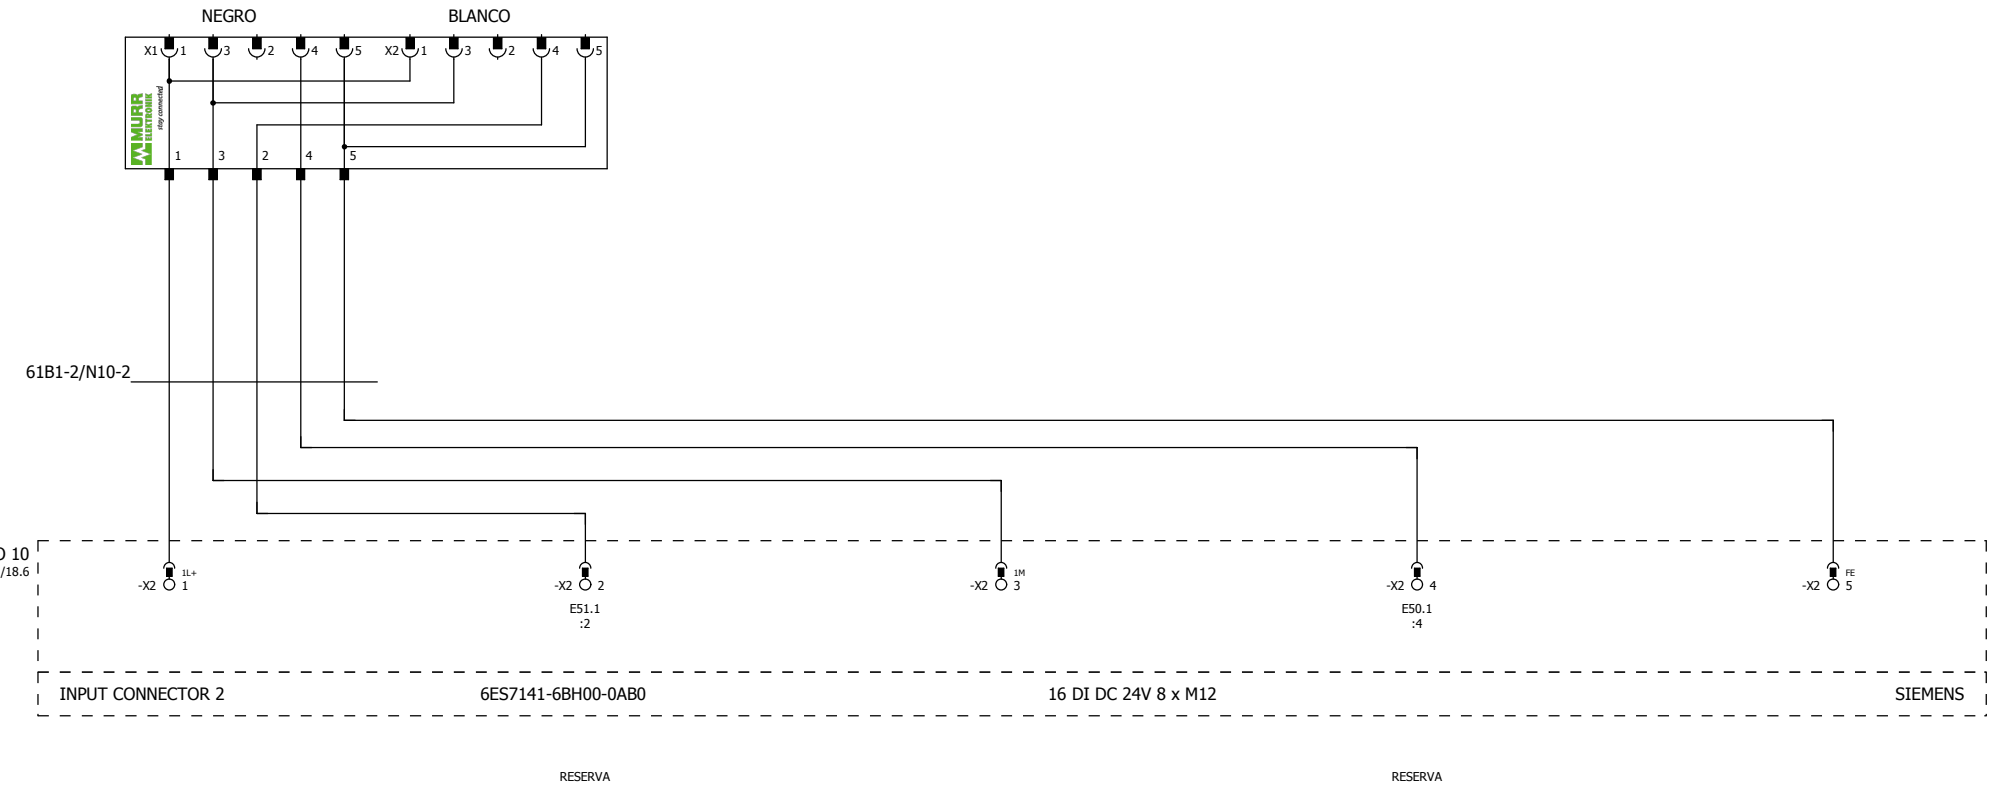 NEGRO BLANCO
X1 1 3 2 4 5 X2 1 3 2 4 5
MURR
ELEKTRONIK
stay connected
1 3 2 4 5
61B1-2/N10-2
O 10
/18.6
1L+ 1M FE
-X2 1 -X2 2 -X2 3 -X2 4 -X2 5
E51.1 E50.1
:2 :4
INPUT CONNECTOR 2 6ES7141-6BH00-0AB0 16 DI DC 24V 8 x M12 SIEMENS
RESERVA RESERVA